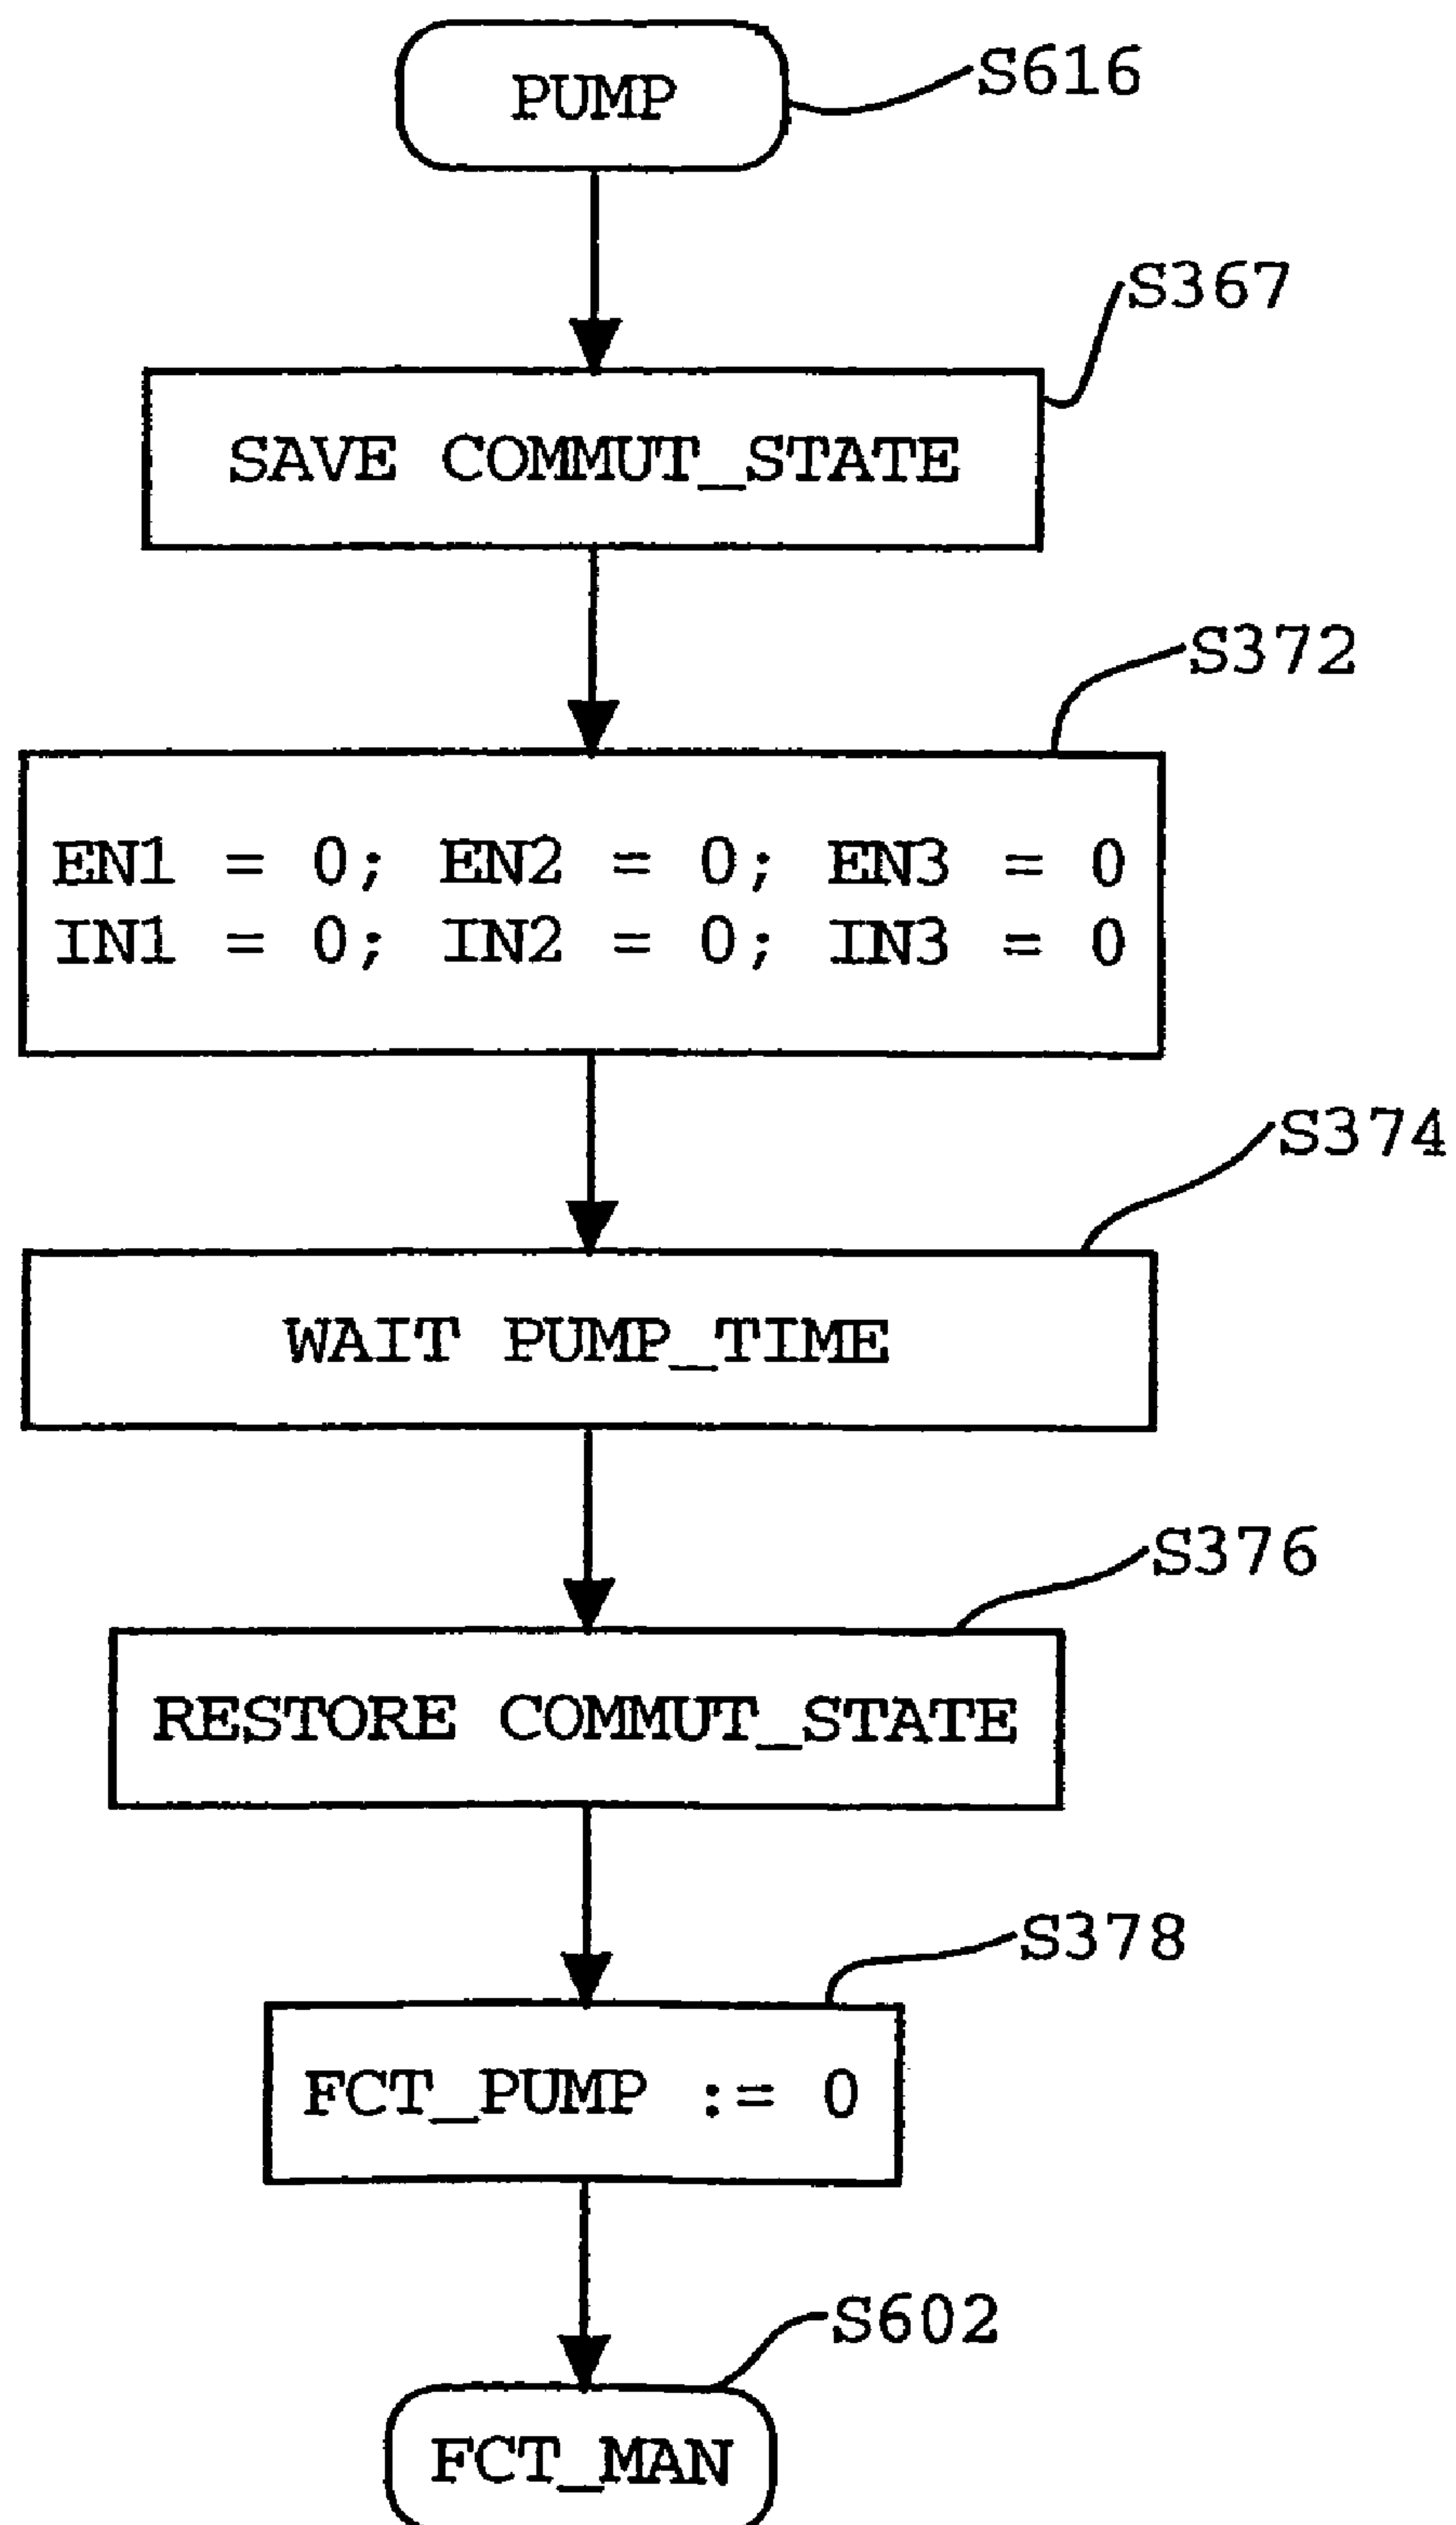 PUMP
S616
S367
SAVE COMMUT_STATE
S372
EN1 = 0; EN2 = 0; EN3 = 0
IN1 = 0; IN2 = 0; IN3 = 0
S374
WAIT PUMP_TIME
S376
RESTORE COMMUT_STATE
S378
FCT_PUMP := 0
S602
FCT_MAN